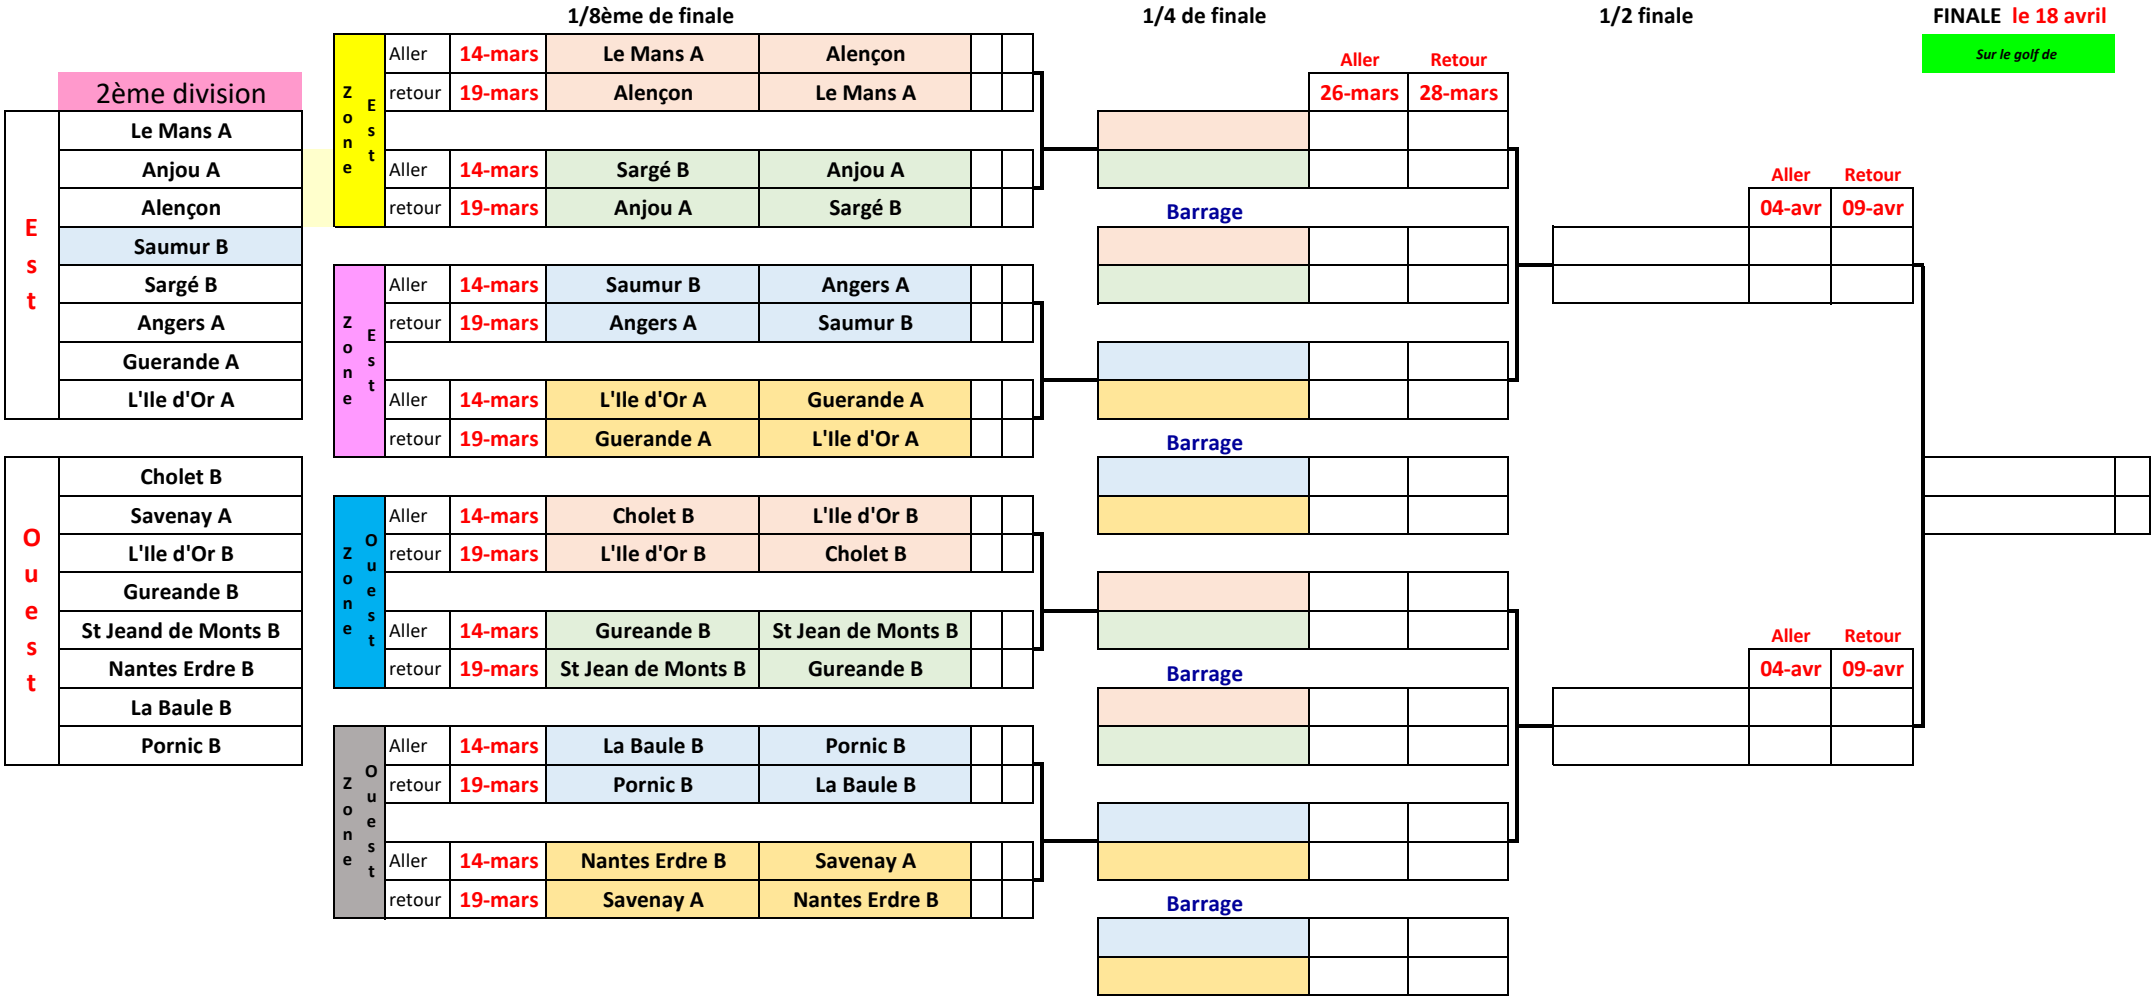 1/8ème de finale
1/4 de finale
1/2 finale
FINALE le 18 avril
Sur le golf de
2ème division
Est
Le Mans A
Anjou A
Alençon
Saumur B
Sargé B
Angers A
Guerande A
L'Ile d'Or A
Ouest
Cholet B
Savenay A
L'Ile d'Or B
Gureande B
St Jeand de Monts B
Nantes Erdre B
La Baule B
Pornic B
Zone Est
Aller 14-mars Le Mans A Alençon
retour 19-mars Alençon Le Mans A
Aller 14-mars Sargé B Anjou A
retour 19-mars Anjou A Sargé B
Zone Est
Aller 14-mars Saumur B Angers A
retour 19-mars Angers A Saumur B
Aller 14-mars L'Ile d'Or A Guerande A
retour 19-mars Guerande A L'Ile d'Or A
Zone Ouest
Aller 14-mars Cholet B L'Ile d'Or B
retour 19-mars L'Ile d'Or B Cholet B
Aller 14-mars Gureande B St Jean de Monts B
retour 19-mars St Jean de Monts B Gureande B
Zone Ouest
Aller 14-mars La Baule B Pornic B
retour 19-mars Pornic B La Baule B
Aller 14-mars Nantes Erdre B Savenay A
retour 19-mars Savenay A Nantes Erdre B
Aller Retour
26-mars 28-mars
Barrage
Barrage
Barrage
Barrage
Aller Retour
04-avr 09-avr
Aller Retour
04-avr 09-avr